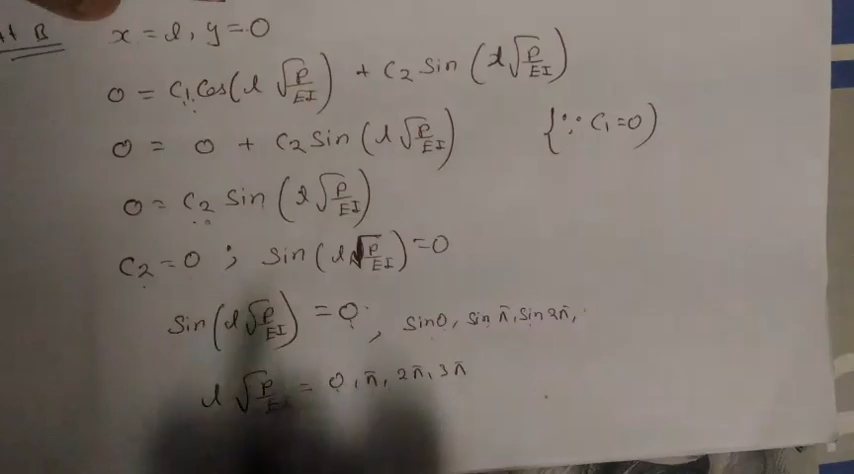 At B x = l, y = 0
0 = C₁ Cos(l √(P/EI)) + C₂ Sin(l √(P/EI))
0 = 0 + C₂ Sin(l √(P/EI)) {∵ C₁ = 0)
0 = C₂ Sin(l √(P/EI))
C₂ = 0 ; Sin(l √(P/EI)) = 0
Sin(l √(P/EI)) = 0, Sin0, Sin π, Sin 2π,
l √(P/EI) = 0, π, 2π, 3π